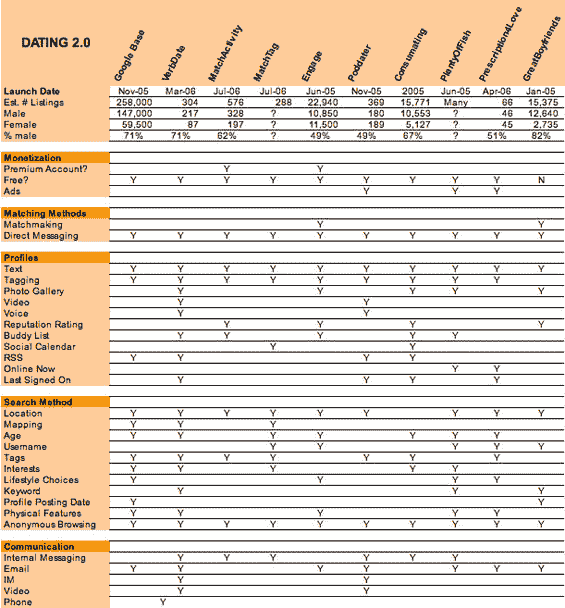 DATING 2.0
Google Base
VerbDate
MatchActivity
MatchTag
Engage
Poddater
Consumating
PlentyOfFish
Prescription4Love
GreatBoyfriends
Launch Date Nov-05 Mar-06 Jul-06 Jul-06 Jun-05 Nov-05 2005 Jun-05 Apr-06 Jan-05
Est. # Listings 258,000 304 576 288 22,940 369 15,771 Many 66 15,375
Male 147,000 217 328 ? 10,850 180 10,553 ? 46 12,640
Female 59,500 87 197 ? 11,500 189 5,127 ? 45 2,735
% male 71% 71% 62% ? 49% 49% 67% ? 51% 82%
Monetization
Premium Account? Y Y
Free? Y Y Y Y Y Y Y Y Y N
Ads Y Y Y
Matching Methods
Matchmaking Y Y
Direct Messaging Y Y Y Y Y Y Y Y Y Y
Profiles
Text Y Y Y Y Y Y Y Y Y Y
Tagging Y Y Y Y Y Y Y Y Y
Photo Gallery Y Y Y Y Y
Video Y Y
Voice Y Y
Reputation Rating Y Y Y Y
Buddy List Y Y Y Y Y
Social Calendar Y Y
RSS Y Y Y Y
Online Now Y Y
Last Signed On Y Y Y Y
Search Method
Location Y Y Y Y Y Y Y Y Y
Mapping Y Y Y
Age Y Y Y Y Y Y Y
Username Y Y Y Y Y
Tags Y Y Y Y Y Y Y
Interests Y Y Y Y Y
Lifestyle Choices Y Y Y Y
Keyword Y Y Y
Profile Posting Date Y Y
Physical Features Y Y Y Y Y
Anonymous Browsing Y Y Y Y Y Y Y Y Y Y
Communication
Internal Messaging Y Y Y Y Y Y
Email Y Y Y Y Y Y Y
IM Y Y
Video Y Y
Phone Y